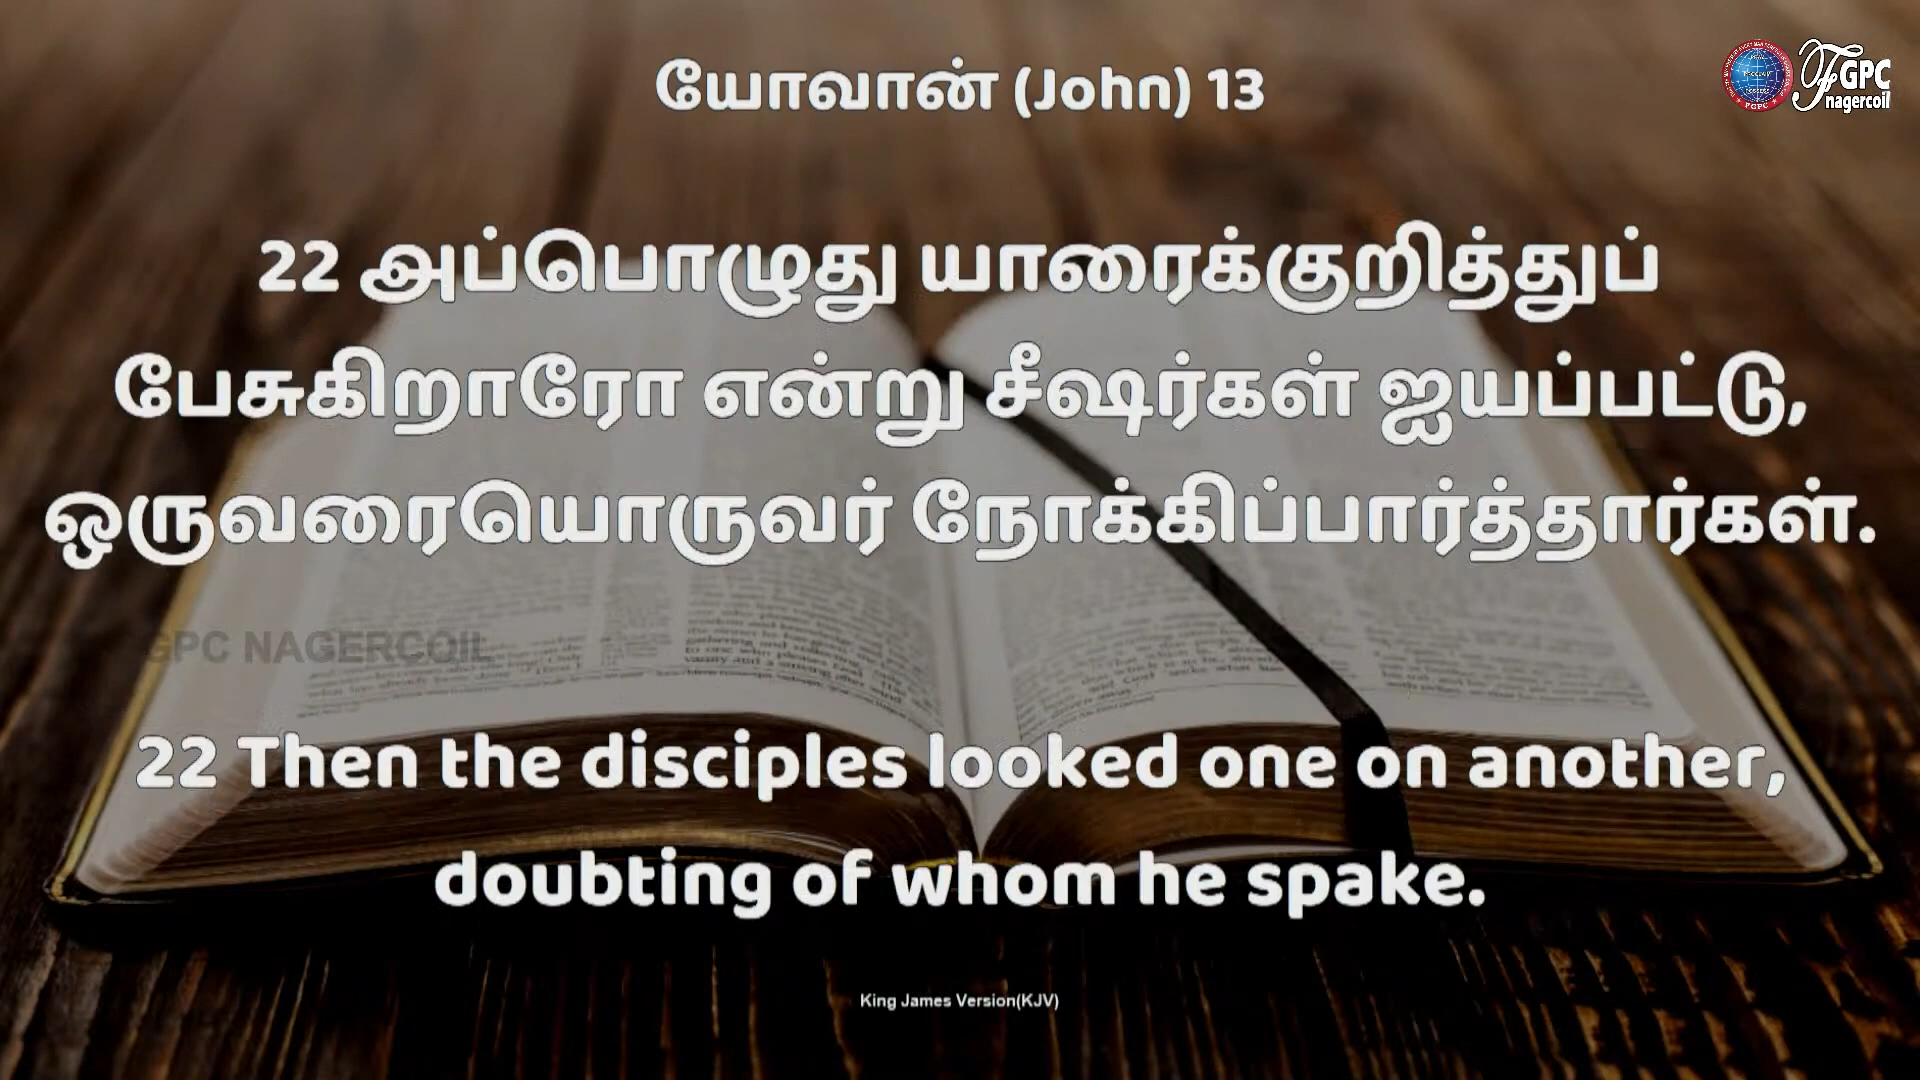 யோவான் (John) 13
FGPC
nagercoil
22 அப்பொழுது யாரைக்குறித்துப்
பேசுகிறாரோ என்று சீஷர்கள் ஐயப்பட்டு,
ஒருவரையொருவர் நோக்கிப்பார்த்தார்கள்.
GPC NAGERCOIL
22 Then the disciples looked one on another,
doubting of whom he spake.
King James Version(KJV)